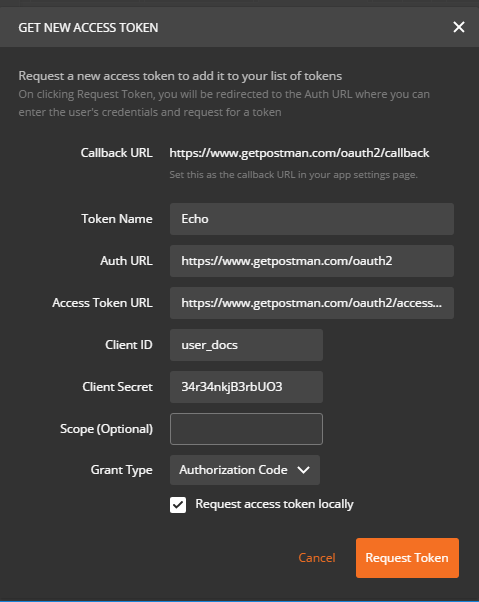 GET NEW ACCESS TOKEN
Request a new access token to add it to your list of tokens
On clicking Request Token, you will be redirected to the Auth URL where you can
enter the user's credentials and request for a token
Callback URL https://www.getpostman.com/oauth2/callback
Set this as the callback URL in your app settings page.
Token Name Echo
Auth URL https://www.getpostman.com/oauth2
Access Token URL https://www.getpostman.com/oauth2/access...
Client ID user_docs
Client Secret 34r34nkjB3rbUO3
Scope (Optional)
Grant Type Authorization Code
Request access token locally
Cancel Request Token